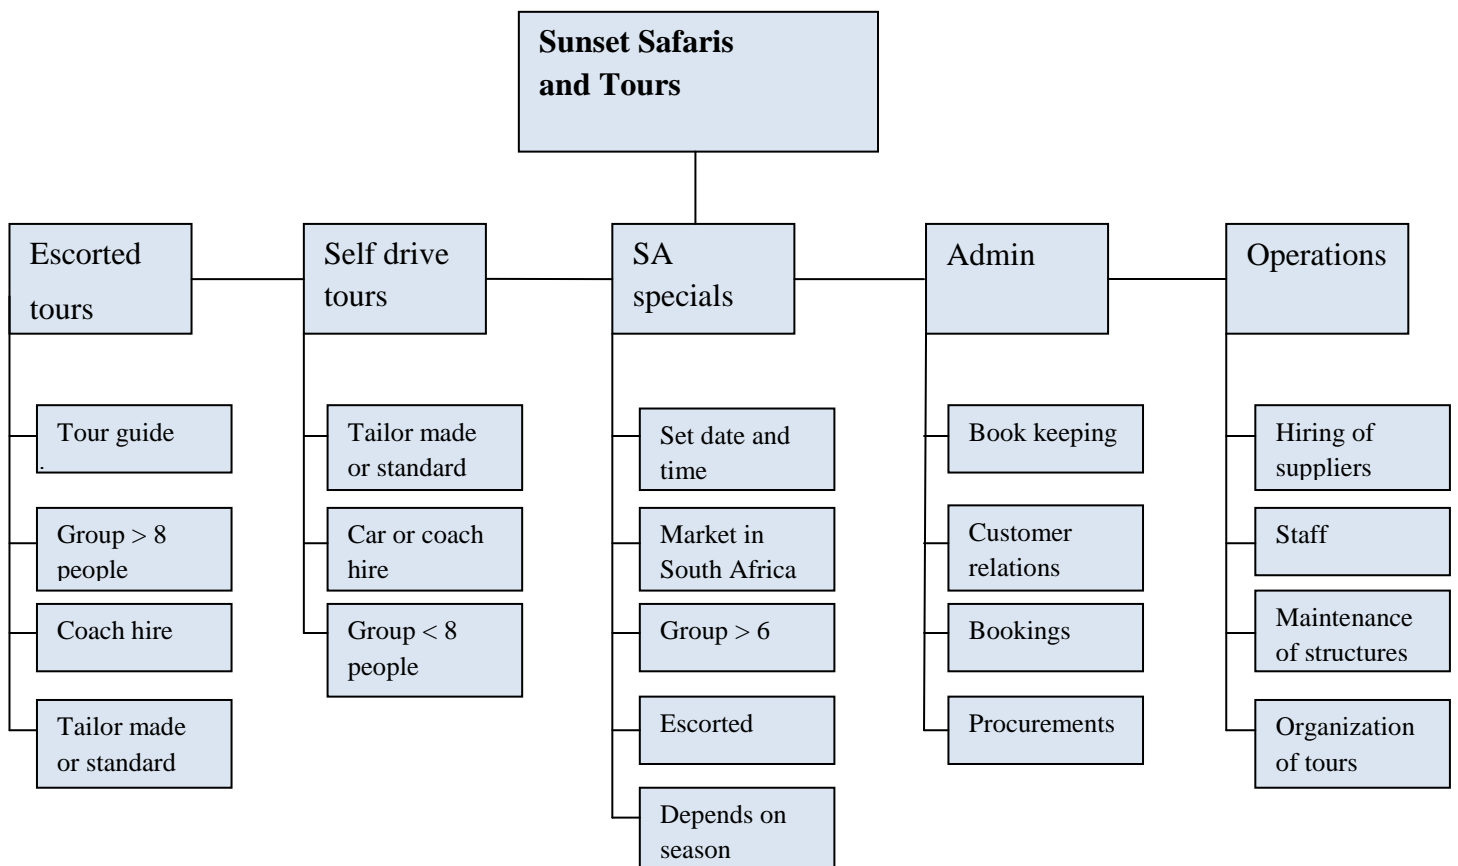 Sunset Safaris
and Tours
Escorted
tours
Self drive
tours
SA
specials
Admin
Operations
Tour guide
Group > 8
people
Coach hire
Tailor made
or standard
Tailor made
or standard
Car or coach
hire
Group < 8
people
Set date and
time
Market in
South Africa
Group > 6
Escorted
Depends on
season
Book keeping
Customer
relations
Bookings
Procurements
Hiring of
suppliers
Staff
Maintenance
of structures
Organization
of tours